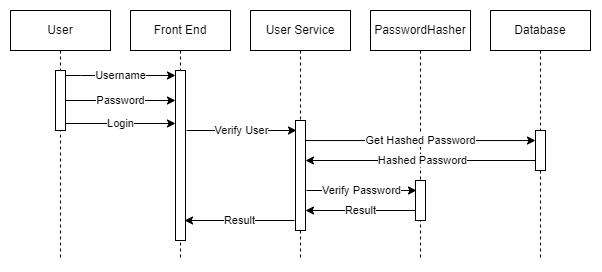 User
Front End
User Service
PasswordHasher
Database
Username
Password
Login
Verify User
Get Hashed Password
Hashed Password
Verify Password
Result
Result